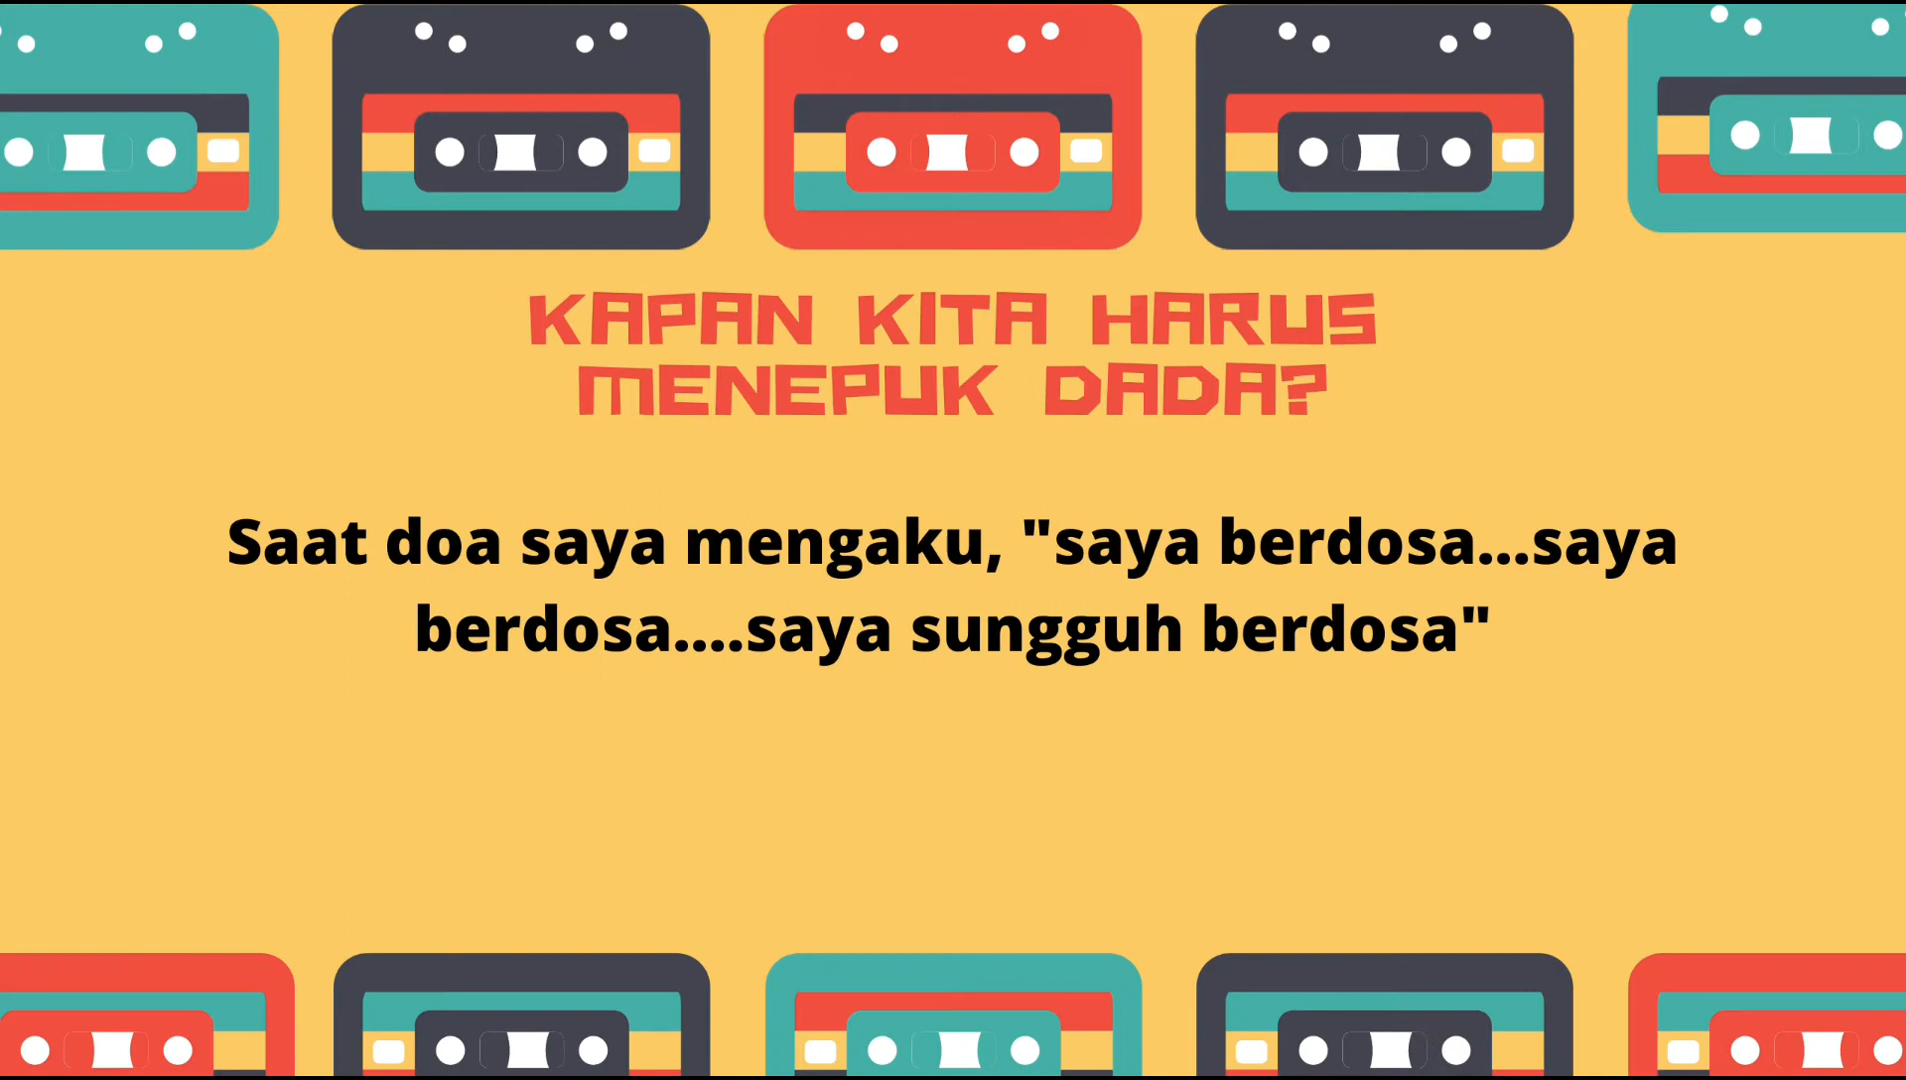 KAPAN KITA HARUS
MENEPUK DADA?
Saat doa saya mengaku, "saya berdosa...saya
berdosa....saya sungguh berdosa"